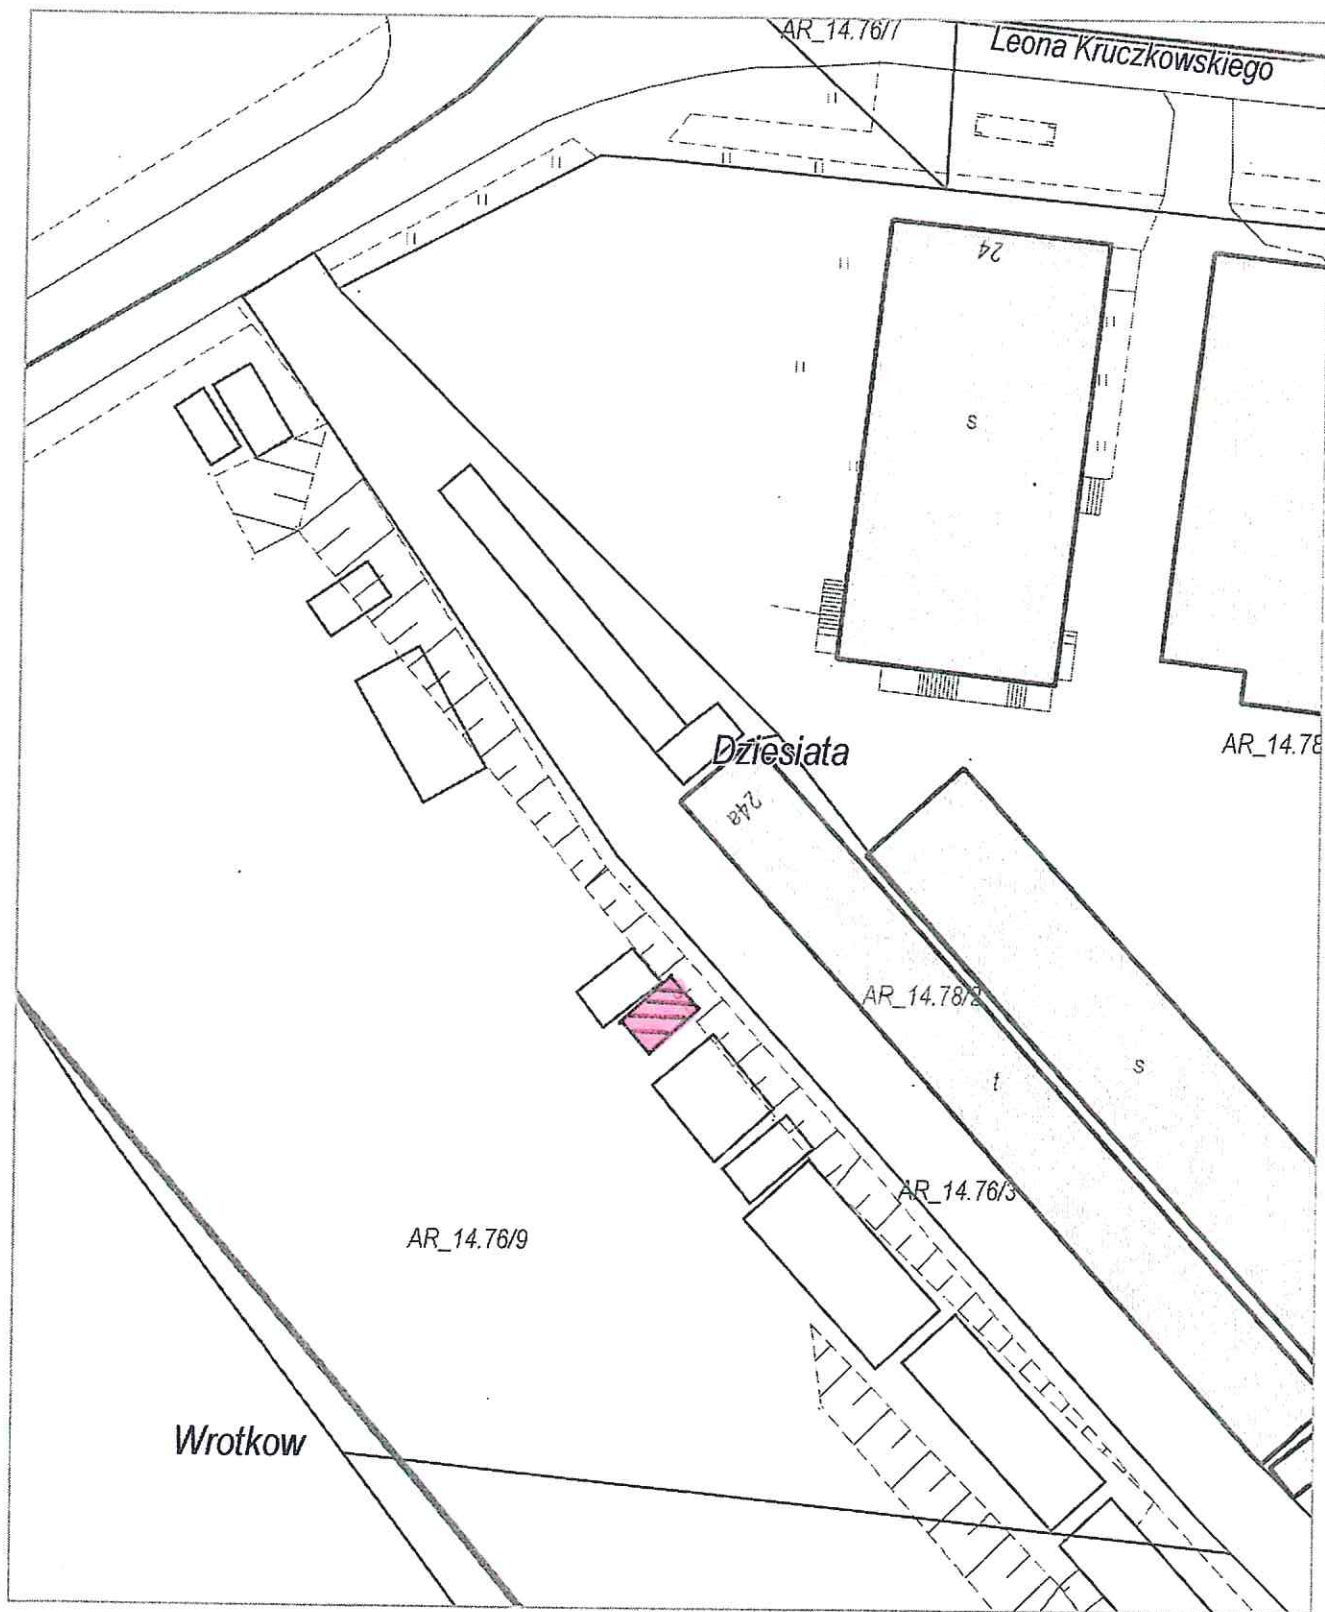 AR_14.76/7
Leona Kruczkowskiego
24
s
Dziesiata
AR_14.78
24a
AR_14.78/2
s
t
AR_14.76/3
AR_14.76/9
Wrotkow